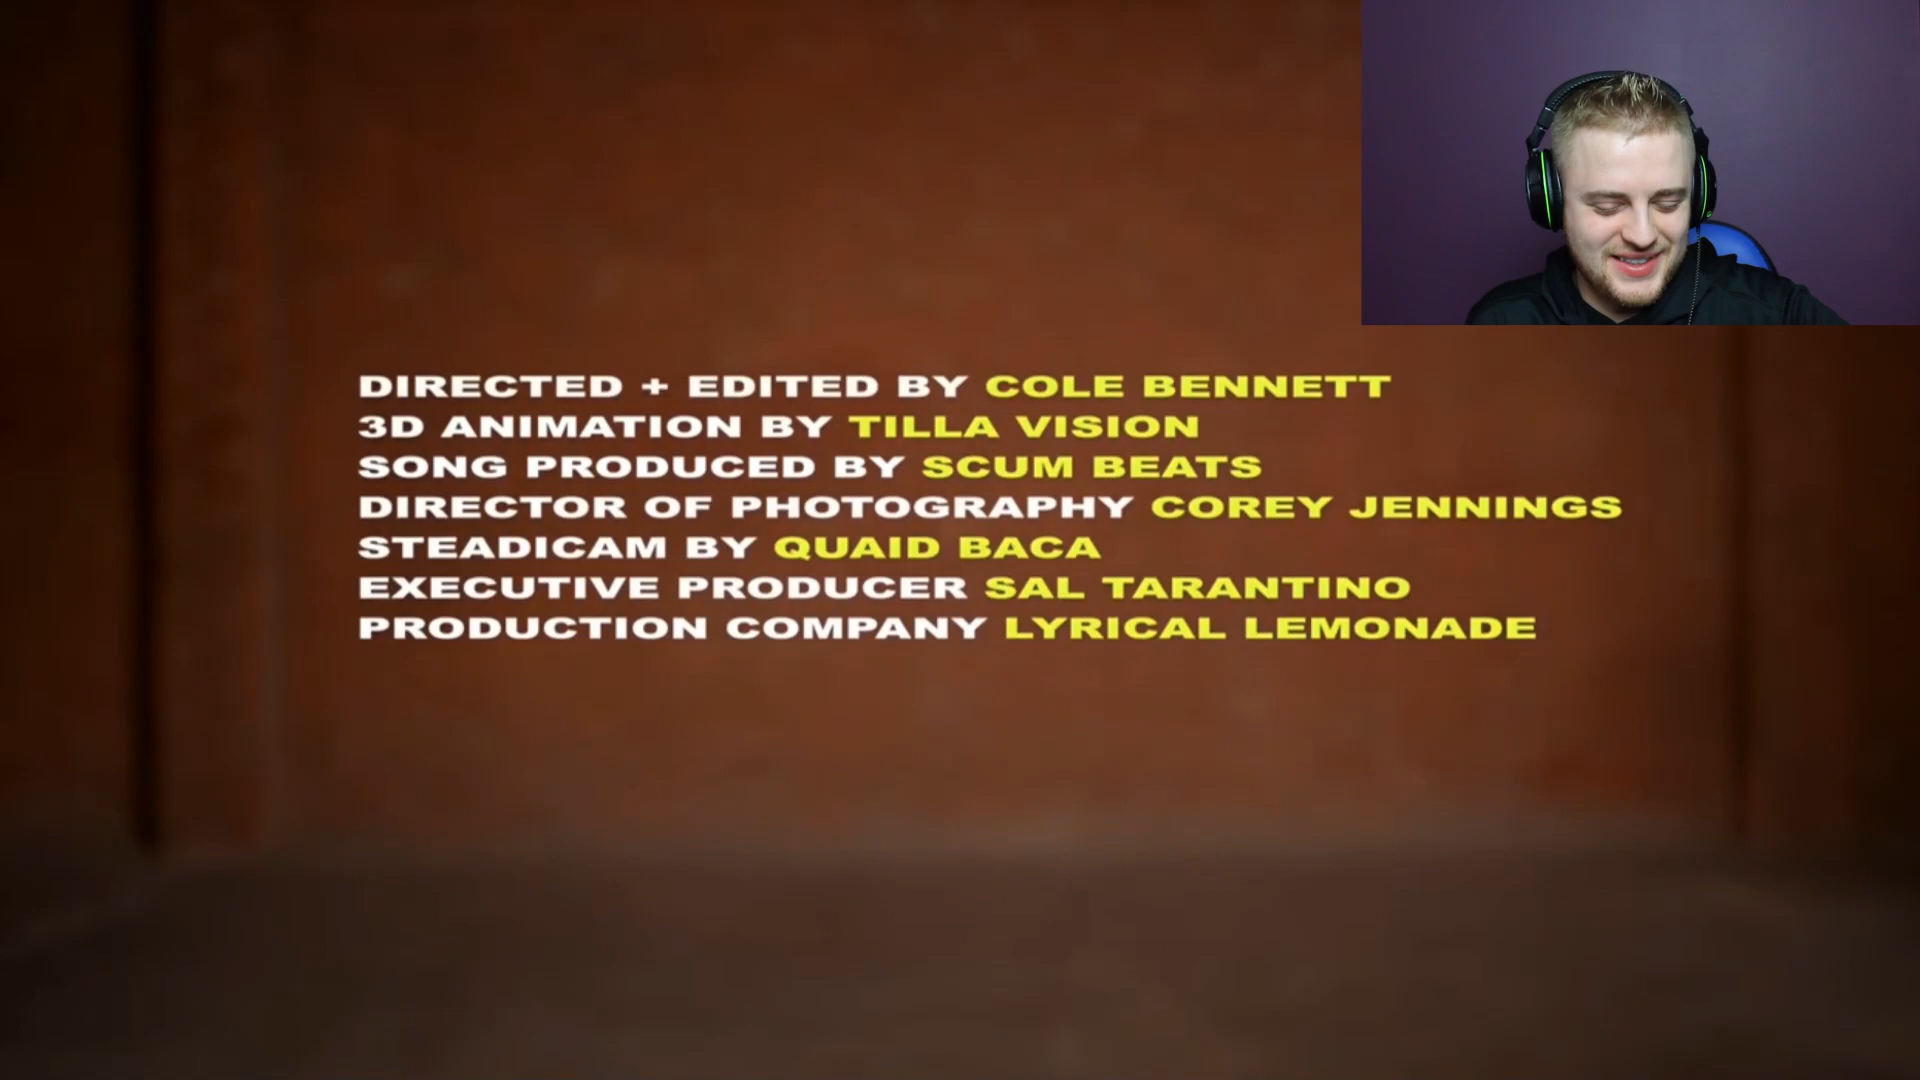 DIRECTED + EDITED BY COLE BENNETT
3D ANIMATION BY TILLA VISION
SONG PRODUCED BY SCUM BEATS
DIRECTOR OF PHOTOGRAPHY COREY JENNINGS
STEADICAM BY QUAID BACA
EXECUTIVE PRODUCER SAL TARANTINO
PRODUCTION COMPANY LYRICAL LEMONADE